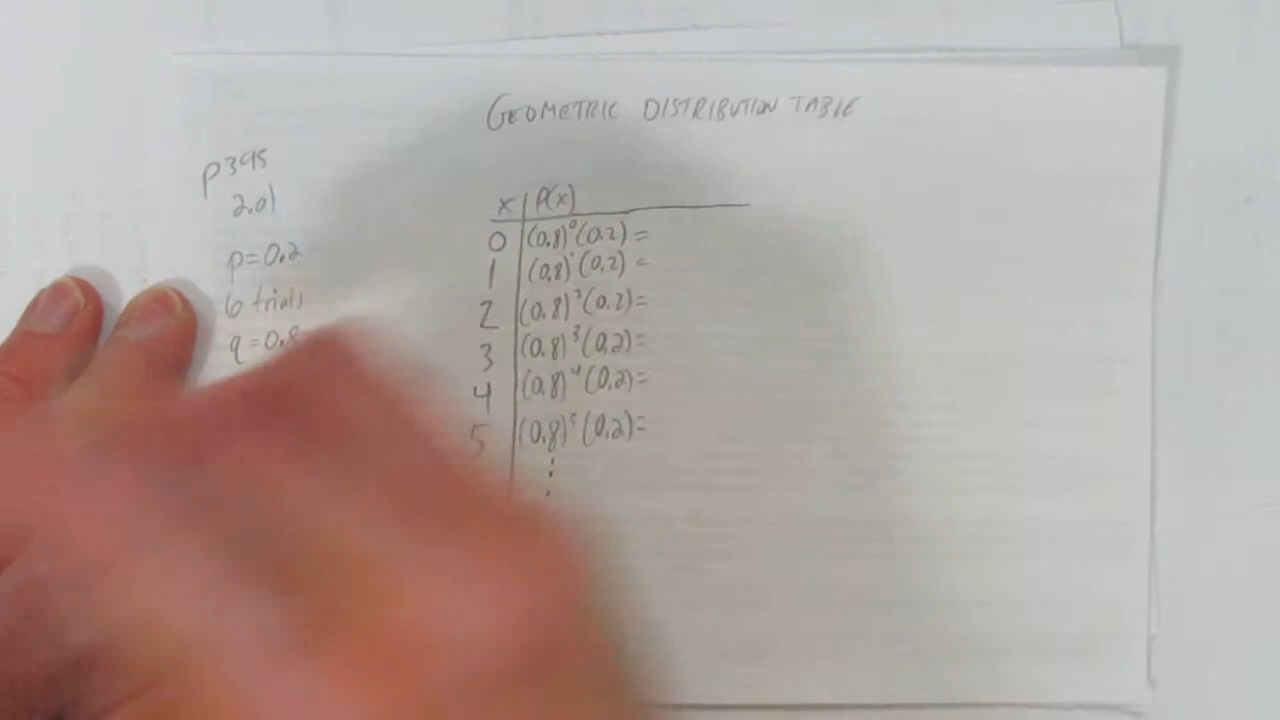 GEOMETRIC DISTRIBUTION TABLE
p395
2.a)
p=0.2
6 trials
q=0.8
x P(x)
0 (0.8)⁰(0.2)=
1 (0.8)¹(0.2)=
2 (0.8)²(0.2)=
3 (0.8)³(0.2)=
4 (0.8)⁴(0.2)=
5 (0.8)⁵(0.2)=
⋮